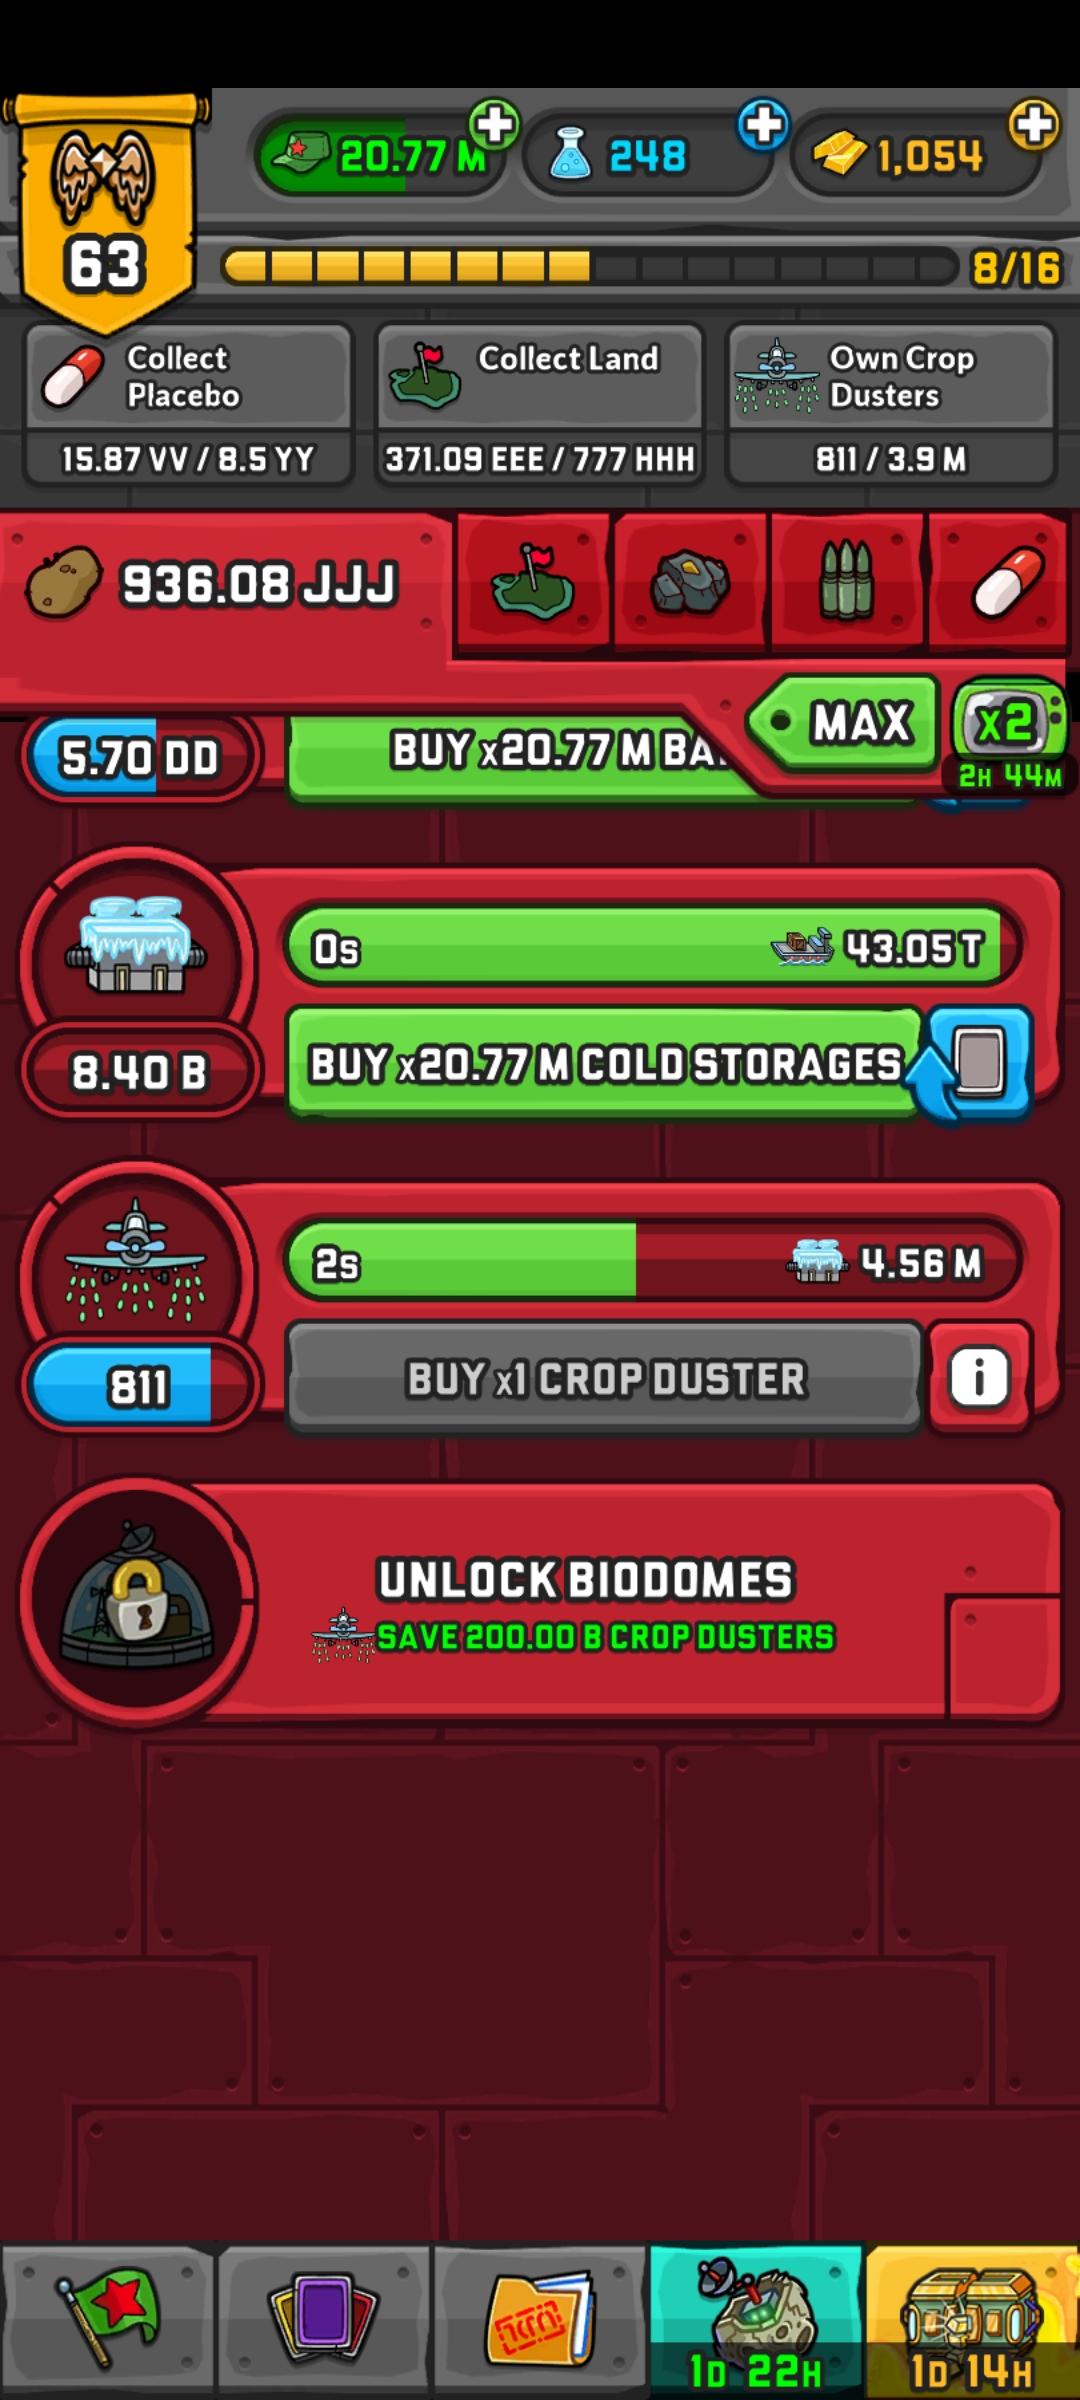 20.77 M
248
1,054
63
8/16
Collect
Placebo
15.87 VV / 8.5 YY
Collect Land
371.09 EEE / 777 HHH
Own Crop
Dusters
811 / 3.9 M
936.08 JJJ
MAX
x2
2H 44M
5.70 DD
BUY x20.77 M BA
0s
43.05 T
8.40 B
BUY x20.77 M COLD STORAGES
2s
4.56 M
811
BUY x1 CROP DUSTER
i
UNLOCK BIODOMES
SAVE 200.00 B CROP DUSTERS
1D 22H
1D 14H